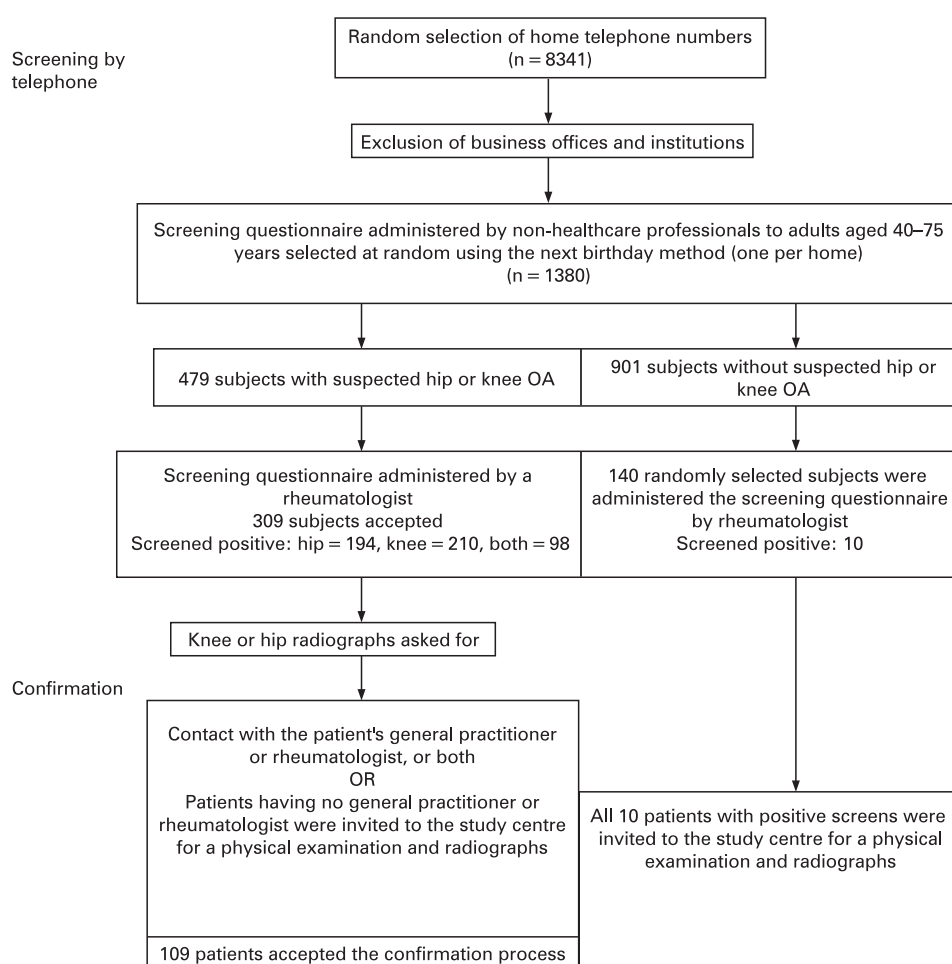 Random selection of home telephone numbers
(n = 8341)
Screening by
telephone
Exclusion of business offices and institutions
Screening questionnaire administered by non-healthcare professionals to adults aged 40–75
years selected at random using the next birthday method (one per home)
(n = 1380)
479 subjects with suspected hip or knee OA
901 subjects without suspected hip or
knee OA
Screening questionnaire administered by a
rheumatologist
309 subjects accepted
Screened positive: hip = 194, knee = 210, both = 98
140 randomly selected subjects were
administered the screening questionnaire
by rheumatologist
Screened positive: 10
Knee or hip radiographs asked for
Confirmation
Contact with the patient's general practitioner
or rheumatologist, or both
OR
Patients having no general practitioner or
rheumatologist were invited to the study centre
for a physical examination and radiographs
All 10 patients with positive screens were
invited to the study centre for a physical
examination and radiographs
109 patients accepted the confirmation process